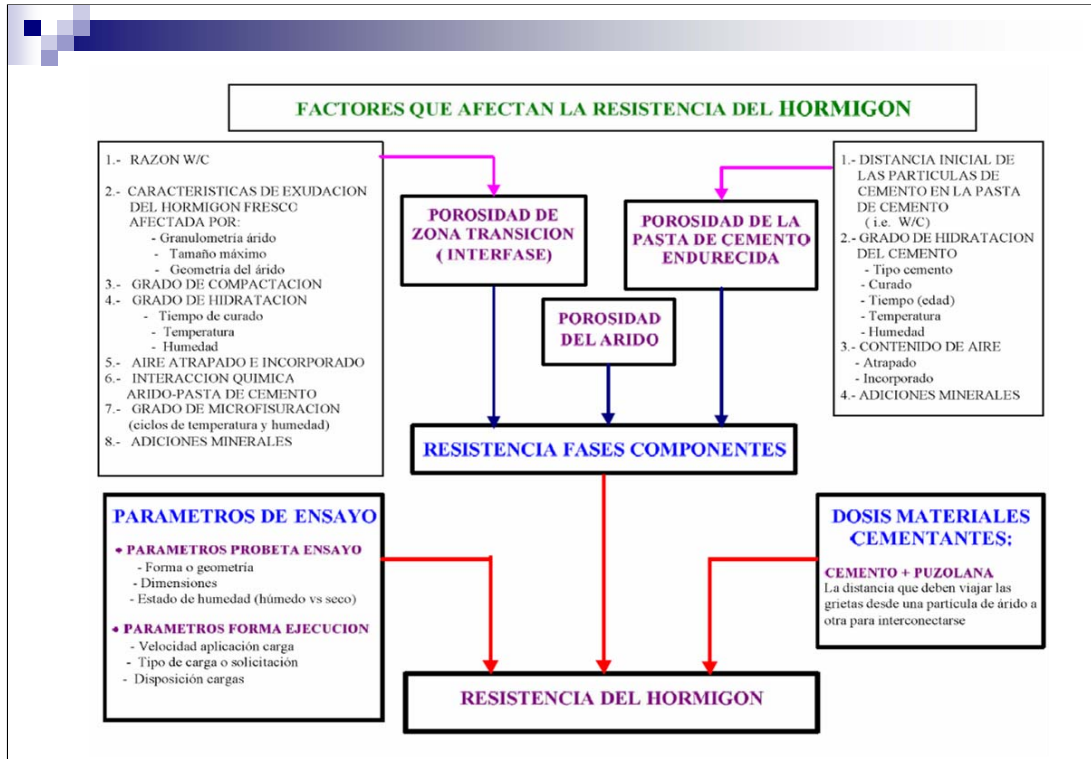 FACTORES QUE AFECTAN LA RESISTENCIA DEL HORMIGON
1.- RAZON W/C
2.- CARACTERISTICAS DE EXUDACION
DEL HORMIGON FRESCO
AFECTADA POR:
- Granulometría árido
- Tamaño máximo
- Geometría del árido
3.- GRADO DE COMPACTACION
4.- GRADO DE HIDRATACION
- Tiempo de curado
- Temperatura
- Humedad
5.- AIRE ATRAPADO E INCORPORADO
6.- INTERACCION QUIMICA
ARIDO-PASTA DE CEMENTO
7.- GRADO DE MICROFISURACION
(ciclos de temperatura y humedad)
8.- ADICIONES MINERALES
POROSIDAD DE
ZONA TRANSICION
( INTERFASE)
POROSIDAD DE LA
PASTA DE CEMENTO
ENDURECIDA
POROSIDAD
DEL ARIDO
1.- DISTANCIA INICIAL DE
LAS PARTICULAS DE
CEMENTO EN LA PASTA
DE CEMENTO
( i.e. W/C)
2.- GRADO DE HIDRATACION
DEL CEMENTO
- Tipo cemento
- Curado
- Tiempo (edad)
- Temperatura
- Humedad
3.- CONTENIDO DE AIRE
- Atrapado
- Incorporado
4.- ADICIONES MINERALES
RESISTENCIA FASES COMPONENTES
PARAMETROS DE ENSAYO
• PARAMETROS PROBETA ENSAYO
- Forma o geometría
- Dimensiones
- Estado de humedad (húmedo vs seco)
• PARAMETROS FORMA EJECUCION
- Velocidad aplicación carga
- Tipo de carga o solicitación
- Disposición cargas
DOSIS MATERIALES
CEMENTANTES:
CEMENTO + PUZOLANA
La distancia que deben viajar las
grietas desde una partícula de árido a
otra para interconectarse
RESISTENCIA DEL HORMIGON